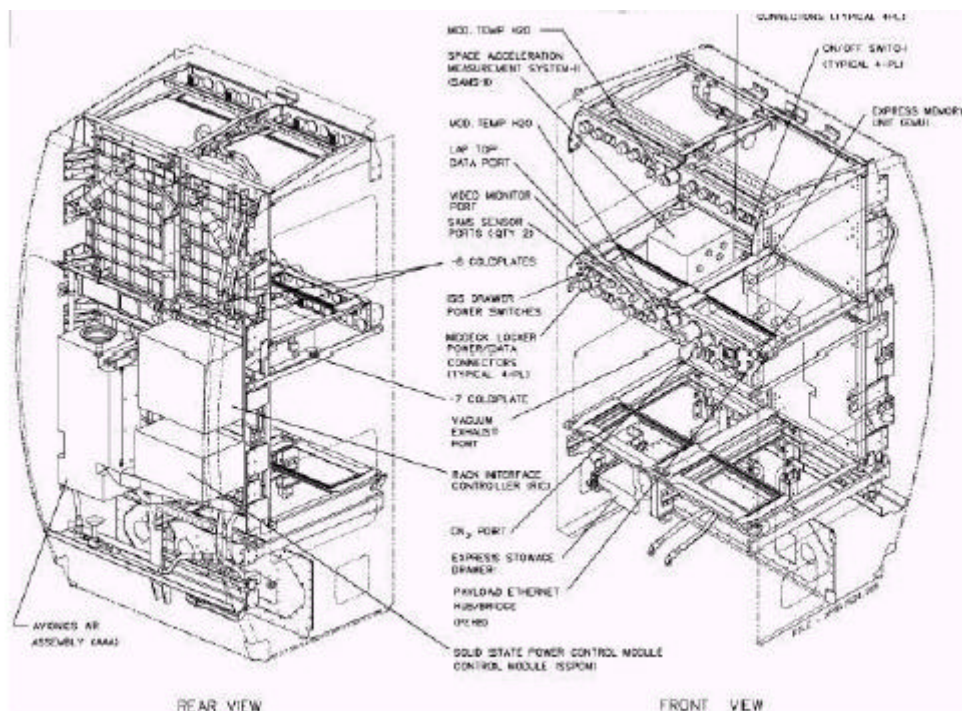 CONNECTORS (TYPICAL 4PL)
MOD. TEMP H2O
SPACE ACCELERATION
MEASUREMENT SYSTEM-II
(SAMS-II)
ON/OFF SWITCH
(TYPICAL 4-PL)
EXPRESS MEMORY
UNIT (EMU)
MOD. TEMP H2O
LAP TOP
DATA PORT
VIDEO MONITOR
PORT
SAMS SENSOR
PORTS (QTY 2)
-6 COLDPLATES
ISIS DRAWER
POWER SWITCHES
MIDDECK LOCKER
POWER/DATA
CONNECTORS
(TYPICAL 4-PL)
-7 COLDPLATE
VACUUM
EXHAUST
PORT
RACK INTERFACE
CONTROLLER (RIC)
GN2 PORT
EXPRESS STOWAGE
DRAWER
PAYLOAD ETHERNET
HUB/BRIDGE
(PEHB)
AVIONICS AIR
ASSEMBLY (AAA)
SOLID STATE POWER CONTROL MODULE
CONTROL MODULE (SSPCM)
REAR VIEW
FRONT VIEW